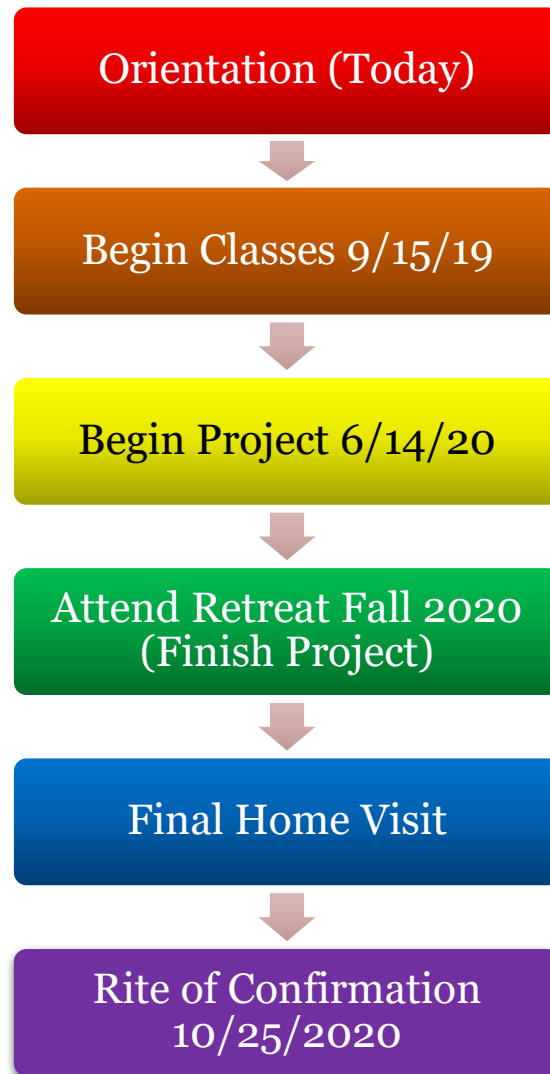 Orientation (Today)
Begin Classes 9/15/19
Begin Project 6/14/20
Attend Retreat Fall 2020
(Finish Project)
Final Home Visit
Rite of Confirmation
10/25/2020